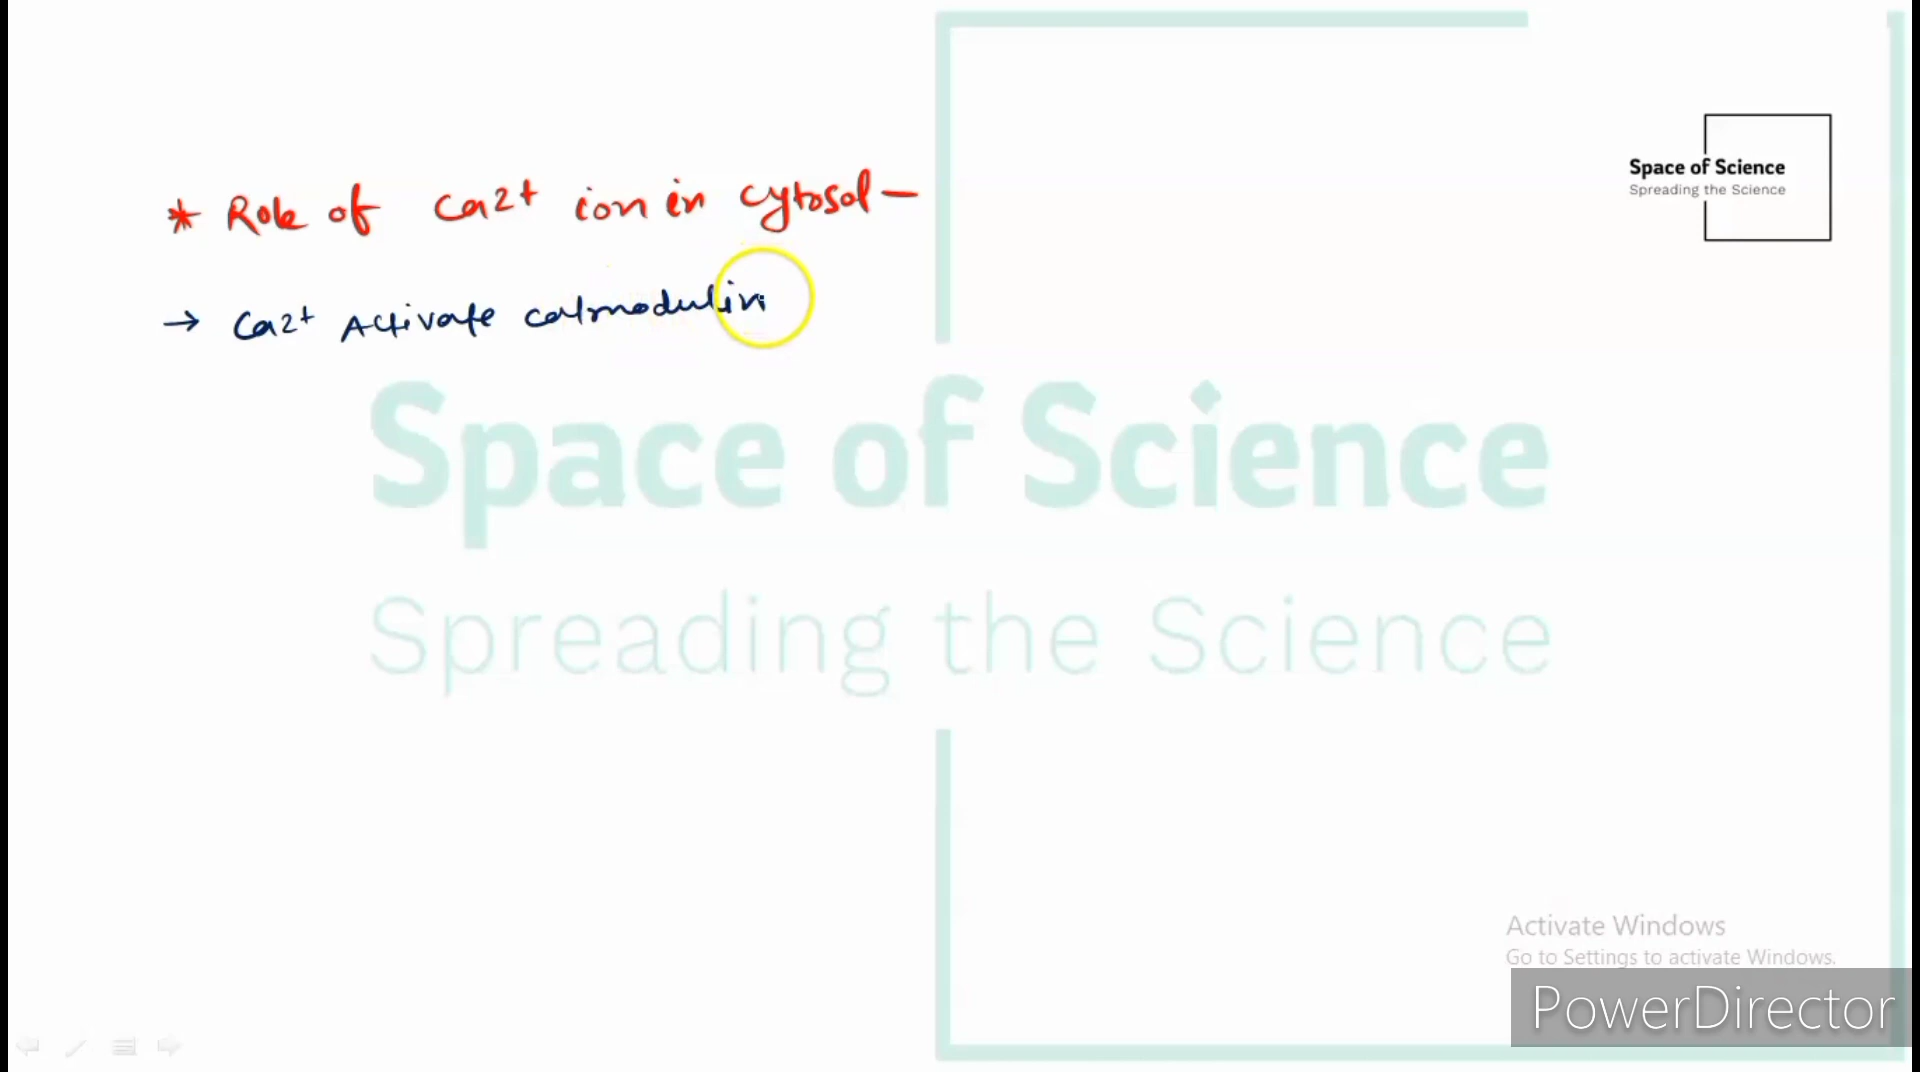 Space of Science
Spreading the Science
* Role of Ca2+ ion in cytosol —
→ Ca2+ Activate calmodulin
Space of Science
Spreading the Science
Activate Windows
Go to Settings to activate Windows.
PowerDirector